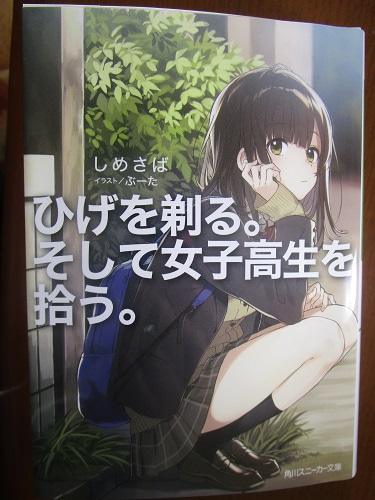 しめさば
イラスト/ぶーた
ひげを剃る。
そして女子高生を
拾う。
角川スニーカー文庫